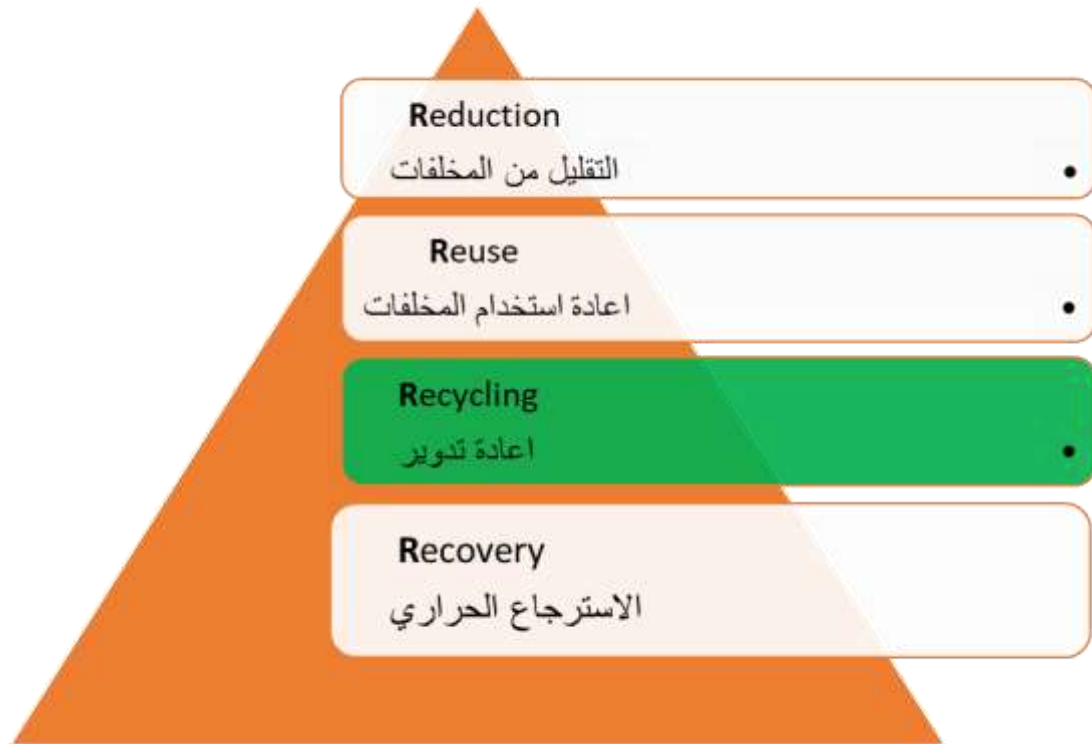 Reduction
التقليل من المخلفات
Reuse
اعادة استخدام المخلفات
Recycling
اعادة تدوير
Recovery
الاسترجاع الحراري